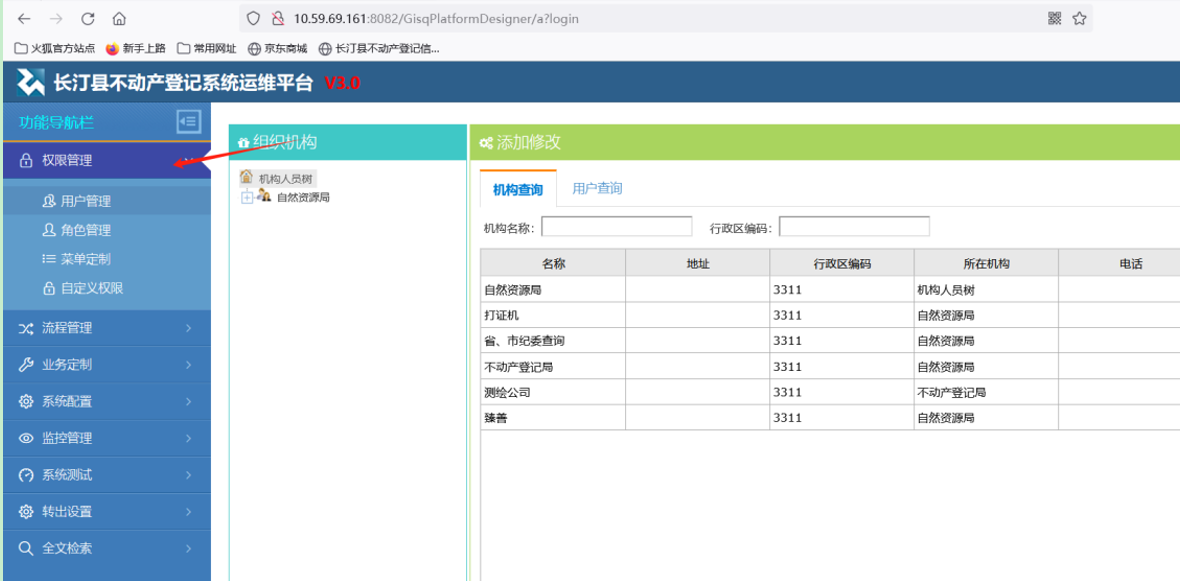 10.59.69.161:8082/GisqPlatformDesigner/a?login
火狐官方站点 新手上路 常用网址 京东商城 长汀县不动产登记信...
长汀县不动产登记系统运维平台 V3.0
功能导航栏
权限管理
用户管理
角色管理
菜单定制
自定义权限
流程管理
业务定制
系统配置
监控管理
系统测试
转出设置
全文检索
组织机构
机构人员树
自然资源局
添加修改
机构查询 用户查询
机构名称： 行政区编码：
名称 地址 行政区编码 所在机构 电话
自然资源局 3311 机构人员树
打证机 3311 自然资源局
省、市纪委查询 3311 自然资源局
不动产登记局 3311 自然资源局
测绘公司 3311 不动产登记局
臻善 3311 自然资源局